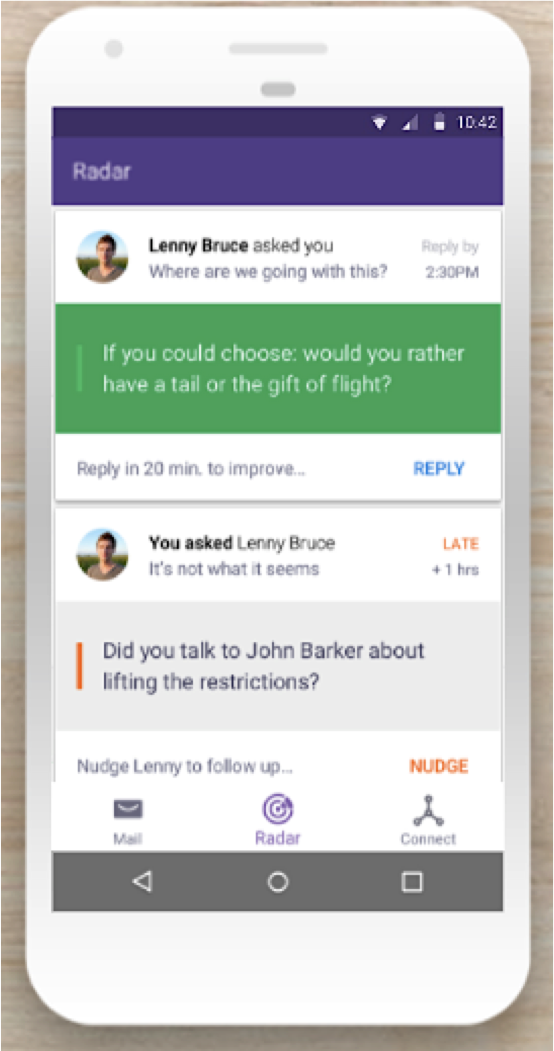 10:42
Radar
Lenny Bruce asked you
Reply by
Where are we going with this?
2:30PM
If you could choose: would you rather
have a tail or the gift of flight?
Reply in 20 min. to improve...
REPLY
You asked Lenny Bruce
LATE
It's not what it seems
+ 1 hrs
Did you talk to John Barker about
lifting the restrictions?
Nudge Lenny to follow up...
NUDGE
Mail
Radar
Connect